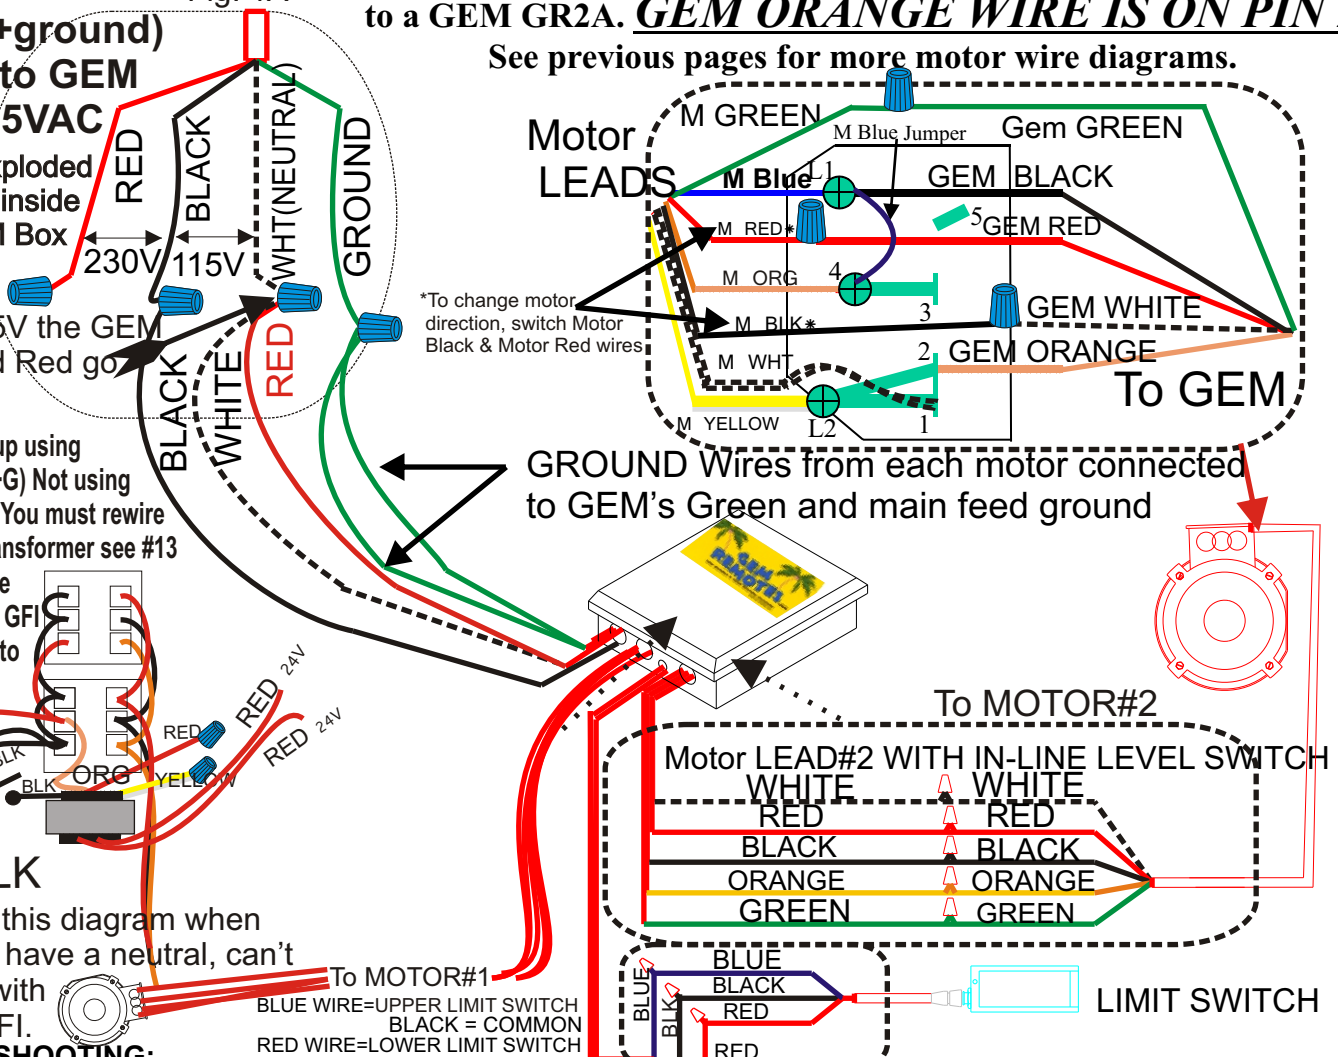 to a GEM GR2A. GEM ORANGE WIRE IS ON PIN
See previous pages for more motor wire diagrams.
+ground)
to GEM
5VAC
xploded
inside
M Box
RED
BLACK
WHT(NEUTRAL)
GROUND
230V
115V
5V the GEM
d Red go
BLACK
WHITE
RED
Motor
LEADS
M GREEN
M Blue Jumper
Gem GREEN
M Blue
L1
GEM BLACK
M RED*
5
GEM RED
M ORG
4
3
M BLK*
GEM WHITE
M WHT
2
GEM ORANGE
M YELLOW
L2
1
To GEM
*To change motor
direction, switch Motor
Black & Motor Red wires
GROUND Wires from each motor connected
to GEM's Green and main feed ground
up using
-G) Not using
You must rewire
ansformer see #13
e
GFI
to
GEM
REMOTES
RED 24V
RED 24V
RED
BLK
ORG
YELLOW
BLK
LK
this diagram when
have a neutral, can't
with
FI.
SHOOTING:
To MOTOR#2
Motor LEAD#2 WITH IN-LINE LEVEL SWITCH
WHITE WHITE
RED RED
BLACK BLACK
ORANGE ORANGE
GREEN GREEN
To MOTOR#1
BLUE WIRE=UPPER LIMIT SWITCH
BLACK = COMMON
RED WIRE=LOWER LIMIT SWITCH
BLUE
BLK
BLUE
BLACK
RED
RED
LIMIT SWITCH